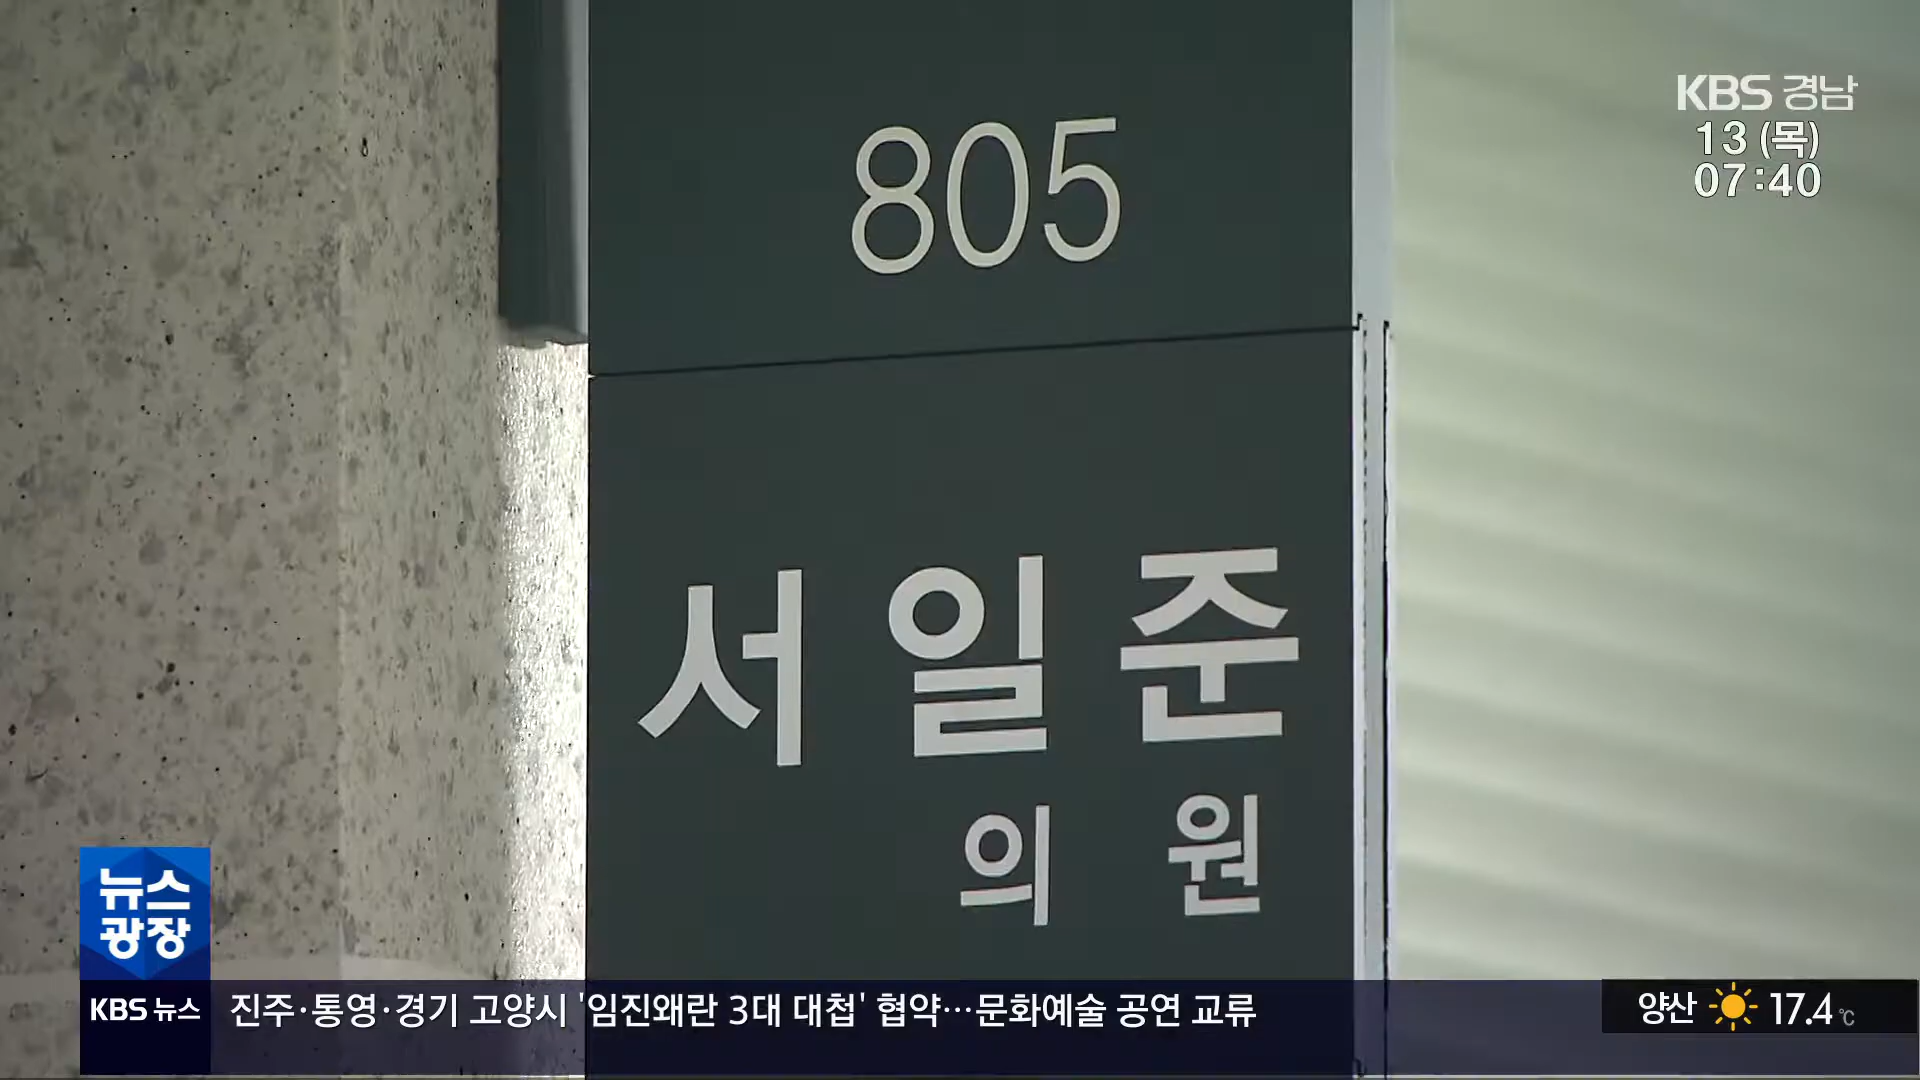 KBS 경남
13 (목)
07:40
805
서일준
의원
뉴스
광장
KBS 뉴스
진주·통영·경기 고양시 '임진왜란 3대 대첩' 협약…문화예술 공연 교류
양산 17.4℃